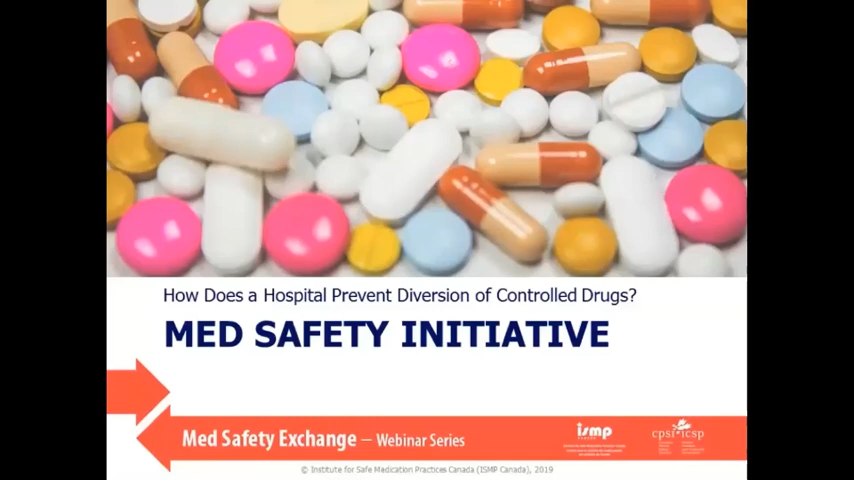 How Does a Hospital Prevent Diversion of Controlled Drugs?
MED SAFETY INITIATIVE
Med Safety Exchange – Webinar Series
ismp
cpsi icsp
© Institute for Safe Medication Practices Canada (ISMP Canada), 2019